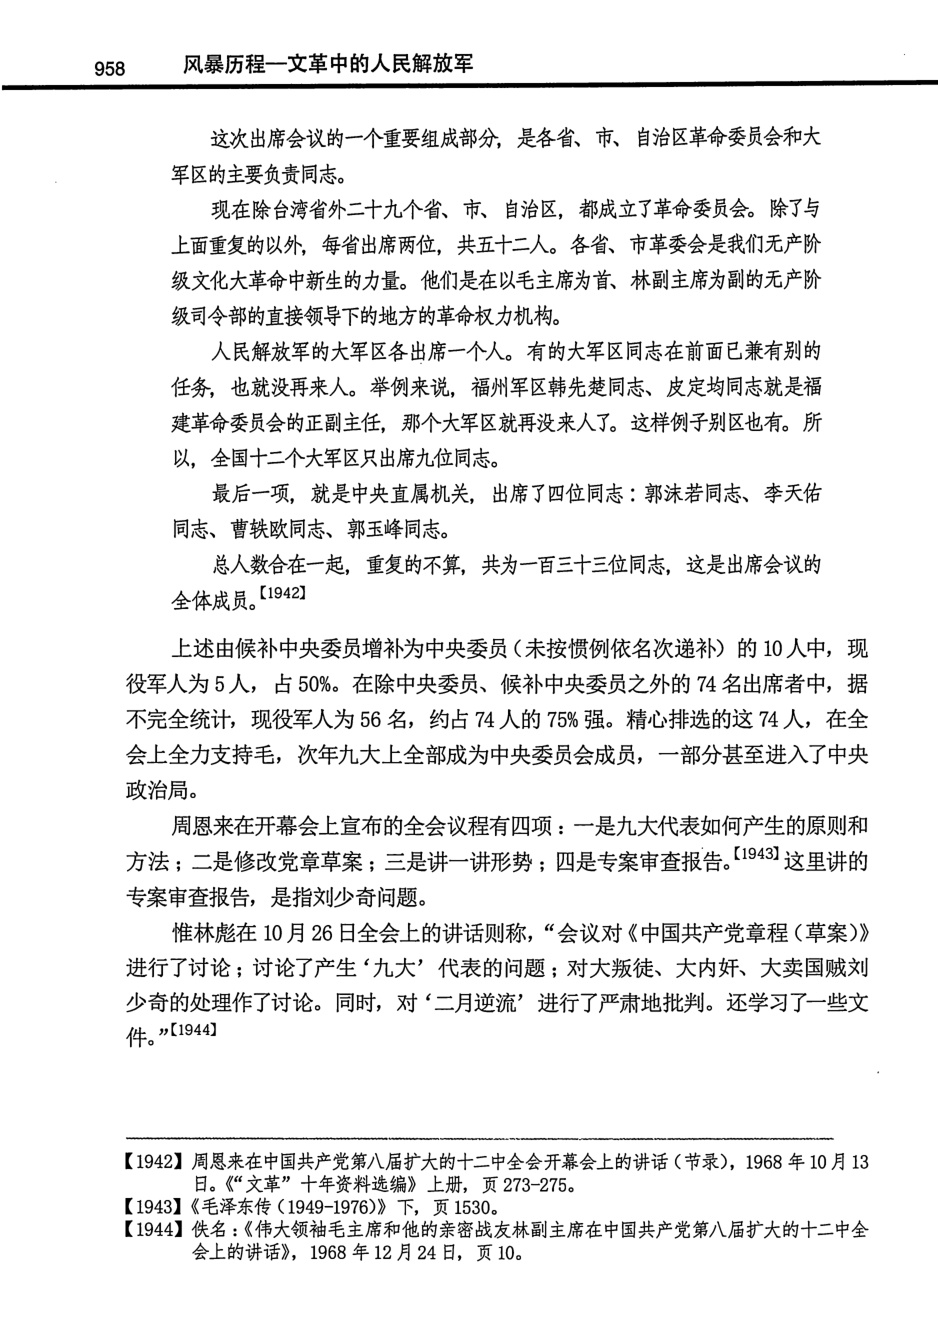 958 风暴历程—文革中的人民解放军
这次出席会议的一个重要组成部分，是各省、市、自治区革命委员会和大
军区的主要负责同志。
现在除台湾省外二十九个省、市、自治区，都成立了革命委员会。除了与
上面重复的以外，每省出席两位，共五十二人。各省、市革委会是我们无产阶
级文化大革命中新生的力量。他们是在以毛主席为首、林副主席为副的无产阶
级司令部的直接领导下的地方的革命权力机构。
人民解放军的大军区各出席一个人。有的大军区同志在前面已兼有别的
任务，也就没再来人。举例来说，福州军区韩先楚同志、皮定均同志就是福
建革命委员会的正副主任，那个大军区就再没来人了。这样例子别区也有。所
以，全国十二个大军区只出席九位同志。
最后一项，就是中央直属机关，出席了四位同志：郭沫若同志、李天佑
同志、曹轶欧同志、郭玉峰同志。
总人数合在一起，重复的不算，共为一百三十三位同志，这是出席会议的
全体成员。【1942】
上述由候补中央委员增补为中央委员（未按惯例依名次递补）的 10 人中，现
役军人为 5 人，占 50%。在除中央委员、候补中央委员之外的 74 名出席者中，据
不完全统计，现役军人为 56 名，约占 74 人的 75% 强。精心排选的这 74 人，在全
会上全力支持毛，次年九大上全部成为中央委员会成员，一部分甚至进入了中央
政治局。
周恩来在开幕会上宣布的全会议程有四项：一是九大代表如何产生的原则和
方法；二是修改党章草案；三是讲一讲形势；四是专案审查报告。【1943】这里讲的
专案审查报告，是指刘少奇问题。
惟林彪在 10 月 26 日全会上的讲话则称，“会议对《中国共产党章程（草案）》
进行了讨论；讨论了产生‘九大’代表的问题；对大叛徒、大内奸、大卖国贼刘
少奇的处理作了讨论。同时，对‘二月逆流’进行了严肃地批判。还学习了一些文
件。”【1944】
【1942】周恩来在中国共产党第八届扩大的十二中全会开幕会上的讲话（节录），1968 年 10 月 13
日。《“文革”十年资料选编》上册，页 273-275。
【1943】《毛泽东传（1949-1976）》下，页 1530。
【1944】佚名：《伟大领袖毛主席和他的亲密战友林副主席在中国共产党第八届扩大的十二中全
会上的讲话》，1968 年 12 月 24 日，页 10。